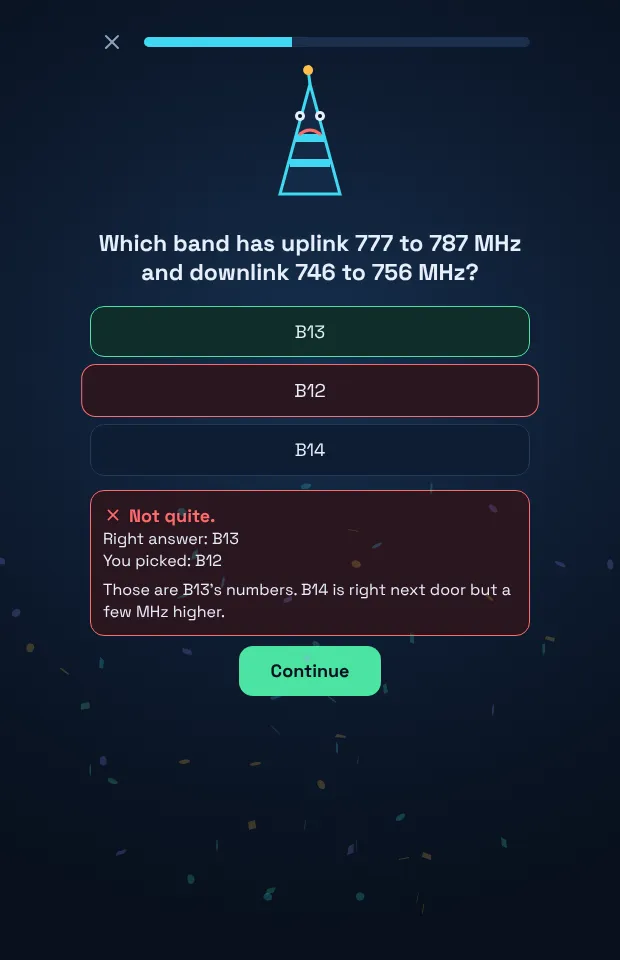 Which band has uplink 777 to 787 MHz
and downlink 746 to 756 MHz?
B13
B12
B14
Not quite.
Right answer: B13
You picked: B12
Those are B13's numbers. B14 is right next door but a
few MHz higher.
Continue